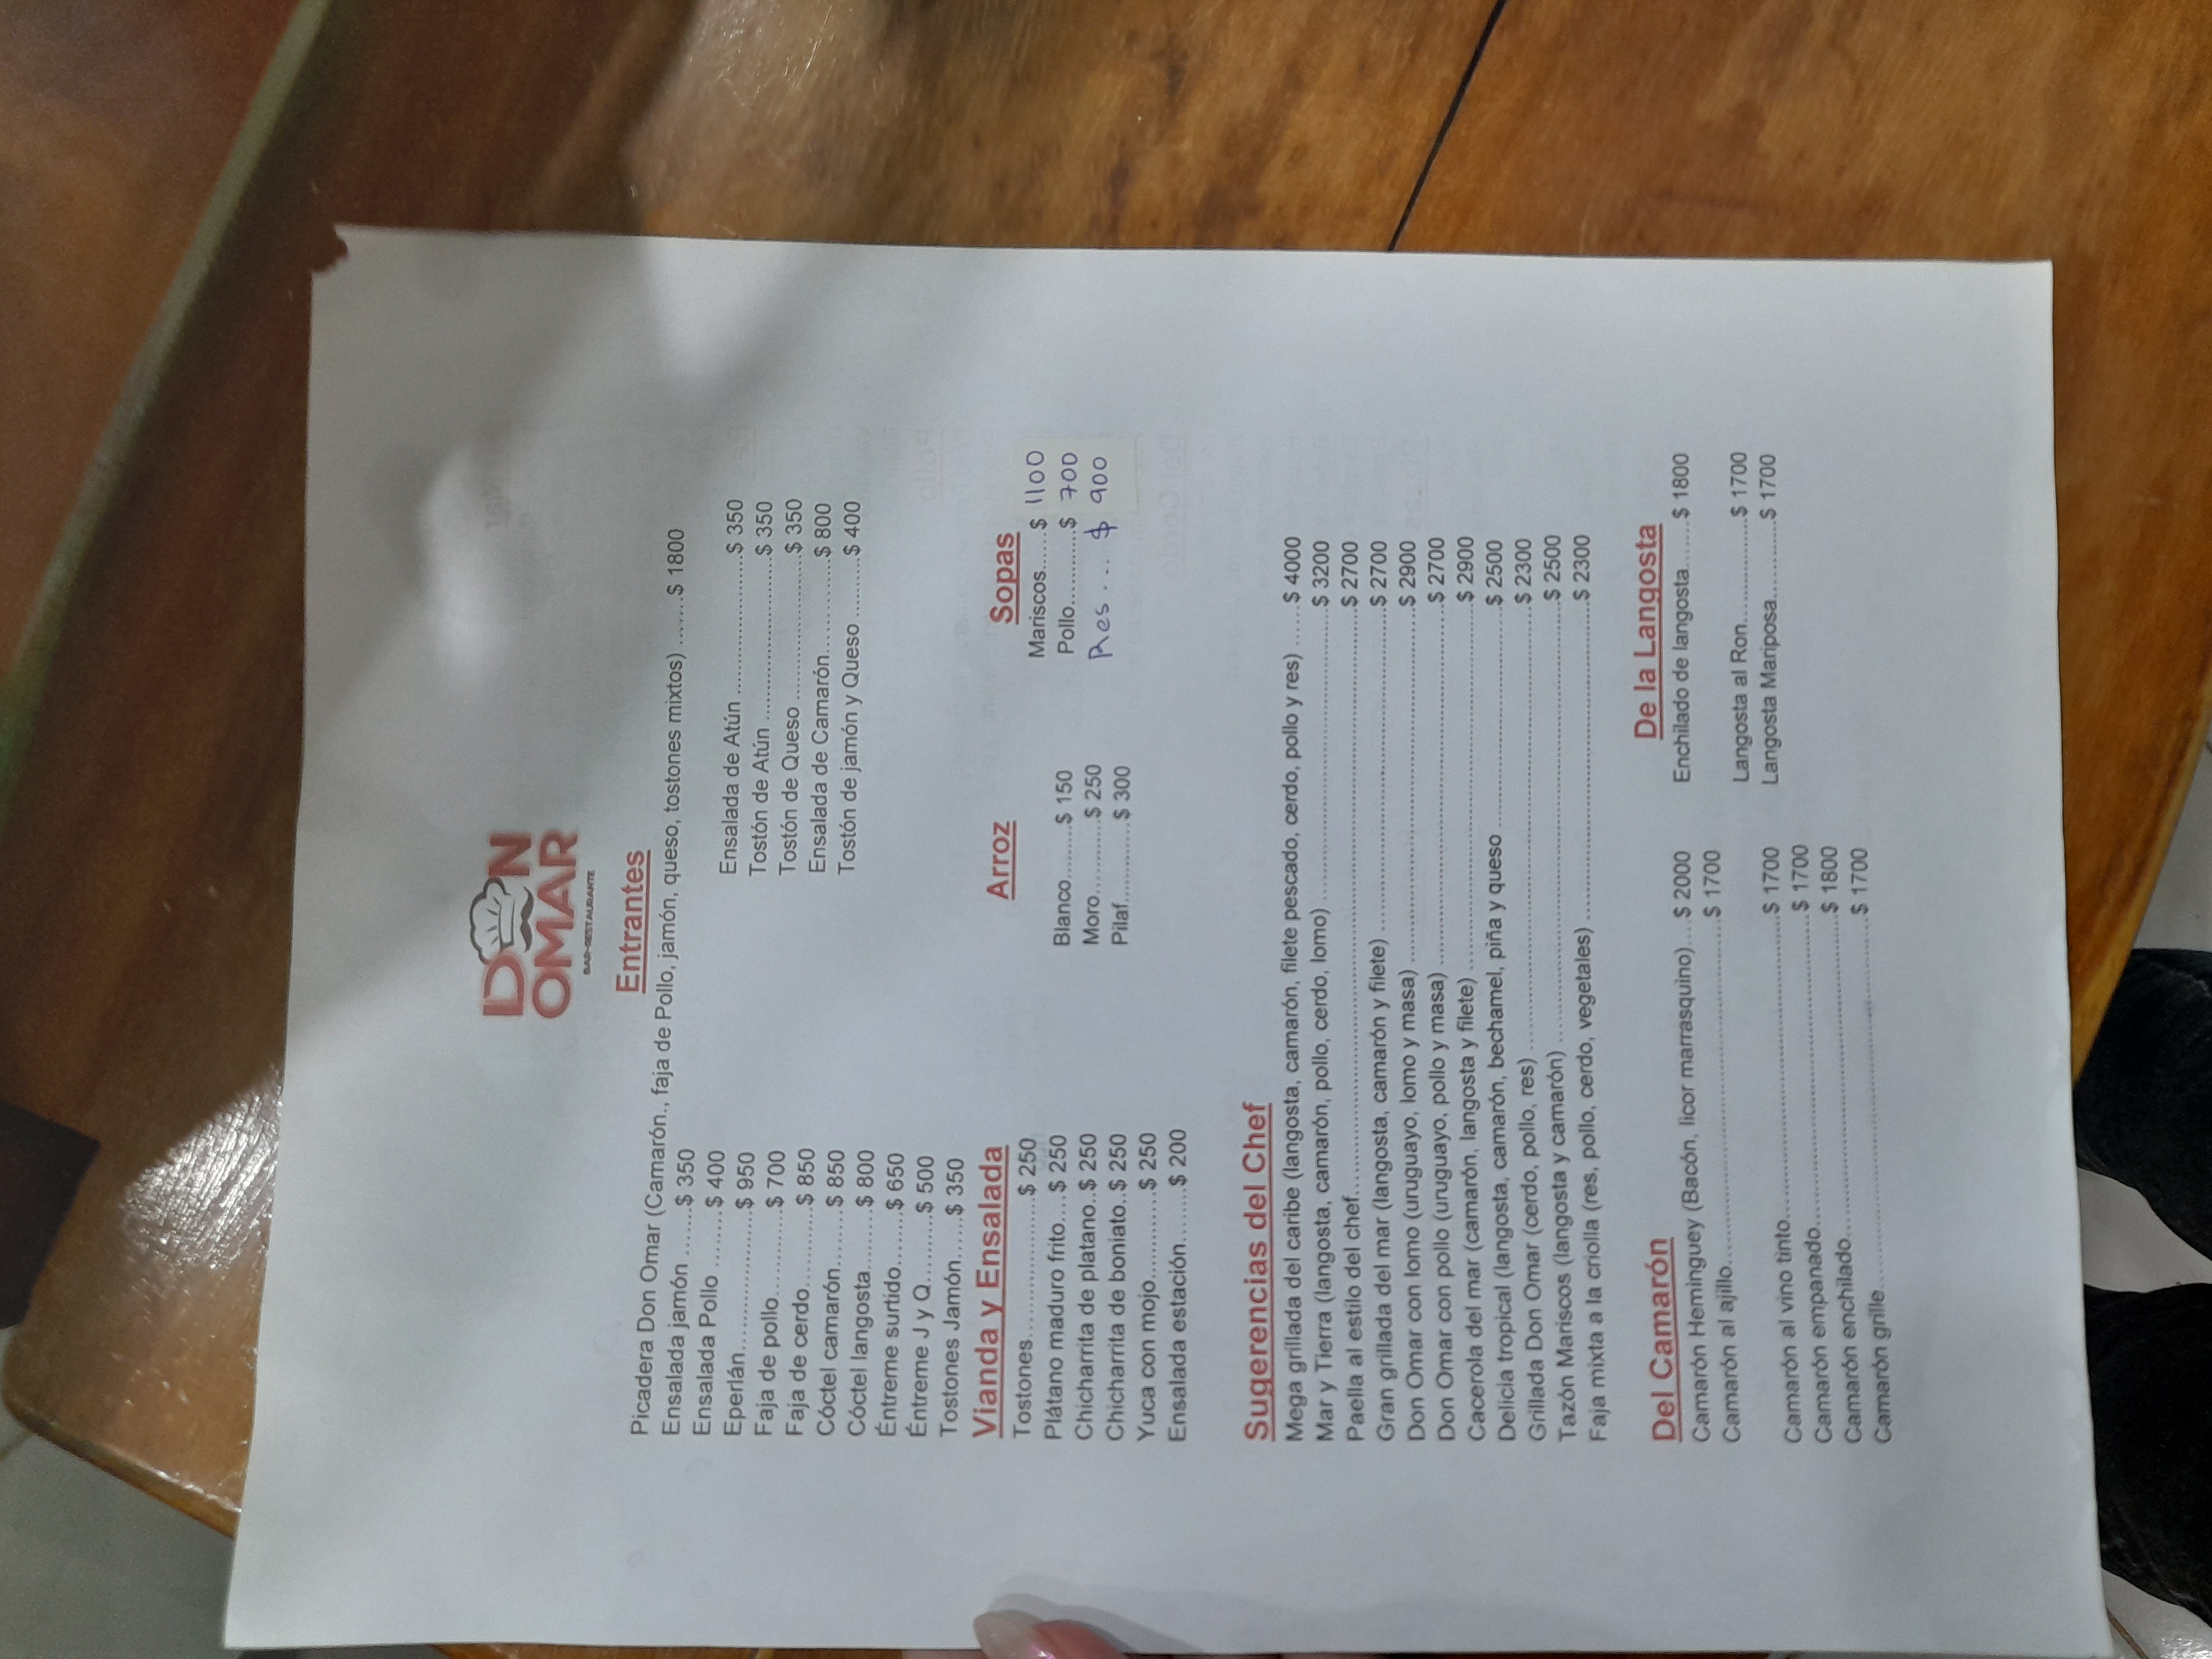 DON
OMAR
BAR-RESTAURANTE
Entrantes
Picadera Don Omar (Camarón., faja de Pollo, jamón, queso, tostones mixtos) .......$ 1800
Ensalada jamón .......$ 350
Ensalada Pollo ........$ 400
Eperlán.....................$ 950
Faja de pollo.............$ 700
Faja de cerdo............$ 850
Cóctel camarón.........$ 850
Cóctel langosta.........$ 800
Éntreme surtido........$ 650
Éntreme J y Q..........$ 500
Tostones Jamón......$ 350
Ensalada de Atún .......................$ 350
Tostón de Atún ...........................$ 350
Tostón de Queso ........................$ 350
Ensalada de Camarón................$ 800
Tostón de jamón y Queso ..........$ 400
Vianda y Ensalada
Tostones.....................$ 250
Plátano maduro frito....$ 250
Chicharrita de platano..$ 250
Chicharrita de boniato..$ 250
Yuca con mojo.............$ 250
Ensalada estación........$ 200
Arroz
Blanco.........$ 150
Moro............$ 250
Pilaf.............$ 300
Sopas
Mariscos......$ 1100
Pollo............$ 700
Res .... $ 900
Sugerencias del Chef
Mega grillada del caribe (langosta, camarón, filete pescado, cerdo, pollo y res) ......$ 4000
Mar y Tierra (langosta, camarón, pollo, cerdo, lomo) ................................................$ 3200
Paella al estilo del chef................................................................................................$ 2700
Gran grillada del mar (langosta, camarón y filete) .....................................................$ 2700
Don Omar con lomo (uruguayo, lomo y masa) ...........................................................$ 2900
Don Omar con pollo (uruguayo, pollo y masa) ............................................................$ 2700
Cacerola del mar (camarón, langosta y filete) .............................................................$ 2900
Delicia tropical (langosta, camarón, bechamel, piña y queso .....................................$ 2500
Grillada Don Omar (cerdo, pollo, res) ..........................................................................$ 2300
Tazón Mariscos (langosta y camarón) .........................................................................$ 2500
Faja mixta a la criolla (res, pollo, cerdo, vegetales) .....................................................$ 2300
Del Camarón
Camarón Heminguey (Bacón, licor marrasquino)....$ 2000
Camarón al ajillo.........................................................$ 1700
Camarón al vino tinto..................................................$ 1700
Camarón empanado....................................................$ 1700
Camarón enchilado.....................................................$ 1800
Camarón grille.............................................................$ 1700
De la Langosta
Enchilado de langosta.......$ 1800
Langosta al Ron.................$ 1700
Langosta Mariposa............$ 1700